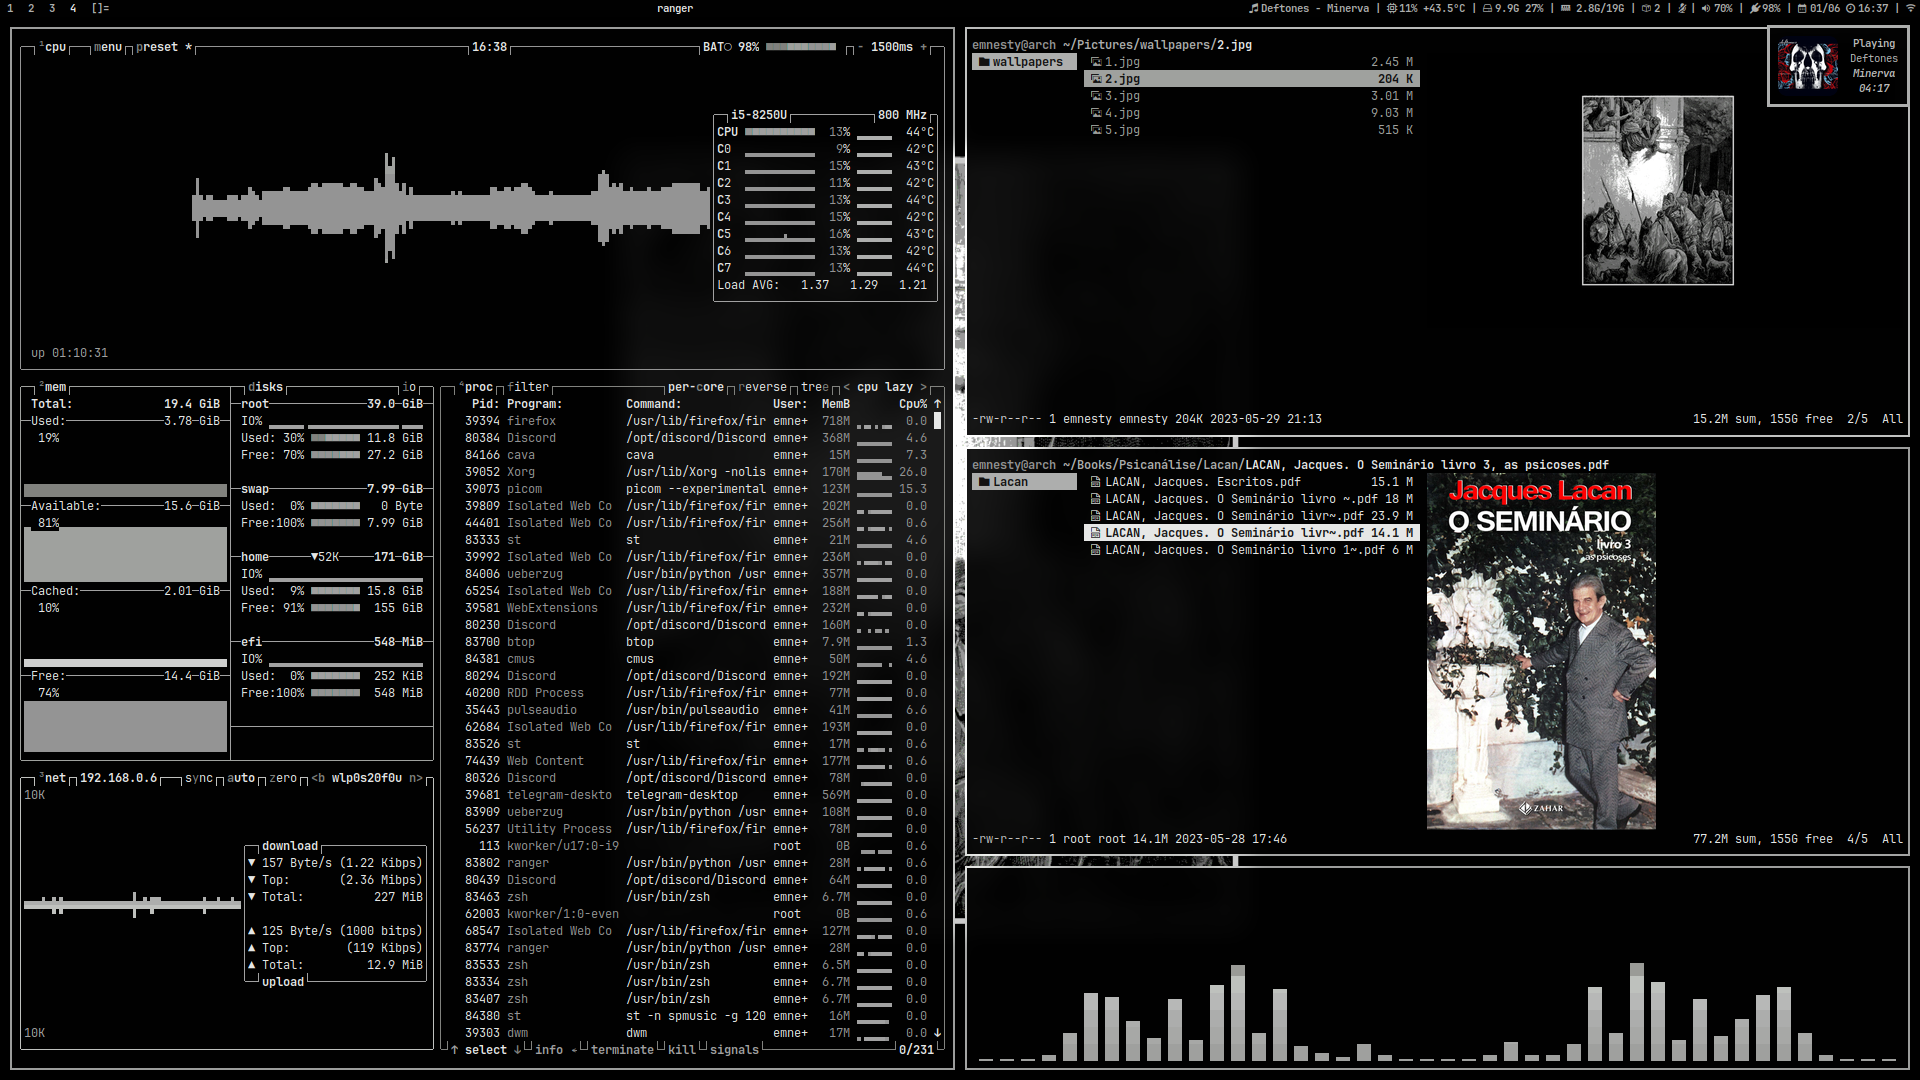 1 2 3 4 []= ranger Deftones - Minerva | 11% +43.5°C | 9.9G 27% | 2.8G/19G | 2 | | 70% | 98% | 01/06 16:37 |
¹cpu menu preset * 16:38 BAT○ 98% - 1500ms +
i5-8250U 800 MHz
CPU 13% 44°C
C0 9% 42°C
C1 15% 43°C
C2 11% 42°C
C3 13% 44°C
C4 15% 42°C
C5 16% 43°C
C6 13% 42°C
C7 13% 44°C
Load AVG: 1.37 1.29 1.21
up 01:10:31
²mem
Total: 19.4 GiB
Used: 3.78 GiB
19%
Available: 15.6 GiB
81%
Cached: 2.01 GiB
10%
Free: 14.4 GiB
74%
disks io
root 39.0 GiB
IO%
Used: 30% 11.8 GiB
Free: 70% 27.2 GiB
swap 7.99 GiB
Used: 0% 0 Byte
Free:100% 7.99 GiB
home ▼52K 171 GiB
IO%
Used: 9% 15.8 GiB
Free: 91% 155 GiB
efi 548 MiB
IO%
Used: 0% 252 KiB
Free:100% 548 MiB
³net 192.168.0.6 sync auto zero <b wlp0s20f0u n>
10K
download
▼ 157 Byte/s (1.22 Kibps)
▼ Top: (2.36 Mibps)
▼ Total: 227 MiB
▲ 125 Byte/s (1000 bitps)
▲ Top: (119 Kibps)
▲ Total: 12.9 MiB
upload
10K
⁴proc filter per-core reverse tree < cpu lazy >
Pid: Program: Command: User: MemB Cpu% ↑
39394 firefox /usr/lib/firefox/fir emne+ 718M 0.0
80384 Discord /opt/discord/Discord emne+ 368M 4.6
84166 cava cava emne+ 15M 7.3
39052 Xorg /usr/lib/Xorg -nolis emne+ 170M 26.0
39073 picom picom --experimental emne+ 123M 15.3
39809 Isolated Web Co /usr/lib/firefox/fir emne+ 202M 0.0
44401 Isolated Web Co /usr/lib/firefox/fir emne+ 256M 0.6
83333 st st emne+ 21M 4.6
39992 Isolated Web Co /usr/lib/firefox/fir emne+ 236M 0.0
84006 ueberzug /usr/bin/python /usr emne+ 357M 0.0
65254 Isolated Web Co /usr/lib/firefox/fir emne+ 188M 0.0
39581 WebExtensions /usr/lib/firefox/fir emne+ 232M 0.0
80230 Discord /opt/discord/Discord emne+ 160M 0.0
83700 btop btop emne+ 7.9M 1.3
84381 cmus cmus emne+ 50M 4.6
80294 Discord /opt/discord/Discord emne+ 192M 0.0
40200 RDD Process /usr/lib/firefox/fir emne+ 77M 0.0
35443 pulseaudio /usr/bin/pulseaudio emne+ 41M 6.6
62684 Isolated Web Co /usr/lib/firefox/fir emne+ 193M 0.0
83526 st st emne+ 17M 0.6
74439 Web Content /usr/lib/firefox/fir emne+ 177M 0.6
80326 Discord /opt/discord/Discord emne+ 78M 0.0
39681 telegram-deskto telegram-desktop emne+ 569M 0.0
83909 ueberzug /usr/bin/python /usr emne+ 108M 0.0
56237 Utility Process /usr/lib/firefox/fir emne+ 78M 0.0
113 kworker/u17:0-i9 root 0B 0.6
83802 ranger /usr/bin/python /usr emne+ 28M 0.6
80439 Discord /opt/discord/Discord emne+ 64M 0.0
83463 zsh /usr/bin/zsh emne+ 6.7M 0.0
62003 kworker/1:0-even root 0B 0.6
68547 Isolated Web Co /usr/lib/firefox/fir emne+ 127M 0.0
83774 ranger /usr/bin/python /usr emne+ 28M 0.0
83533 zsh /usr/bin/zsh emne+ 6.5M 0.0
83334 zsh /usr/bin/zsh emne+ 6.7M 0.0
83407 zsh /usr/bin/zsh emne+ 6.7M 0.0
84380 st st -n spmusic -g 120 emne+ 16M 0.0
39303 dwm dwm emne+ 17M 0.0 ↓
↑ select ↓ info terminate kill signals 0/231
emnesty@arch ~/Pictures/wallpapers/2.jpg
wallpapers
1.jpg 2.45 M
2.jpg 204 K
3.jpg 3.01 M
4.jpg 9.03 M
5.jpg 515 K
-rw-r--r-- 1 emnesty emnesty 204K 2023-05-29 21:13 15.2M sum, 155G free 2/5 All
Playing
Deftones
Minerva
04:17
emnesty@arch ~/Books/Psicanálise/Lacan/LACAN, Jacques. O Seminário livro 3, as psicoses.pdf
Lacan
LACAN, Jacques. Escritos.pdf 15.1 M
LACAN, Jacques. O Seminário livro ~.pdf 18 M
LACAN, Jacques. O Seminário livr~.pdf 23.9 M
LACAN, Jacques. O Seminário livr~.pdf 14.1 M
LACAN, Jacques. O Seminário livro 1~.pdf 6 M
Jacques Lacan
O SEMINÁRIO
livro 3
as psicoses
ZAHAR
-rw-r--r-- 1 root root 14.1M 2023-05-28 17:46 77.2M sum, 155G free 4/5 All